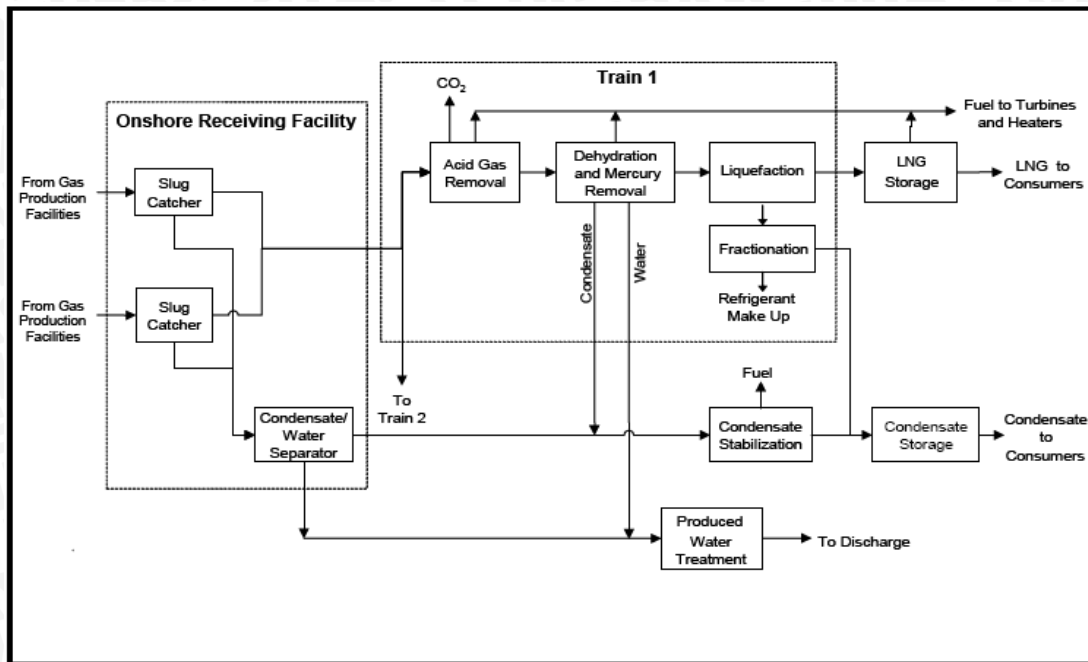 Train 1
CO2
Fuel to Turbines
and Heaters
Onshore Receiving Facility
From Gas
Production
Facilities
Slug
Catcher
Acid Gas
Removal
Dehydration
and Mercury
Removal
Liquefaction
LNG
Storage
LNG to
Consumers
Condensate
Water
Fractionation
Refrigerant
Make Up
From Gas
Production
Facilities
Slug
Catcher
To
Train 2
Fuel
Condensate/
Water
Separator
Condensate
Stabilization
Condensate
Storage
Condensate
to
Consumers
Produced
Water
Treatment
To Discharge